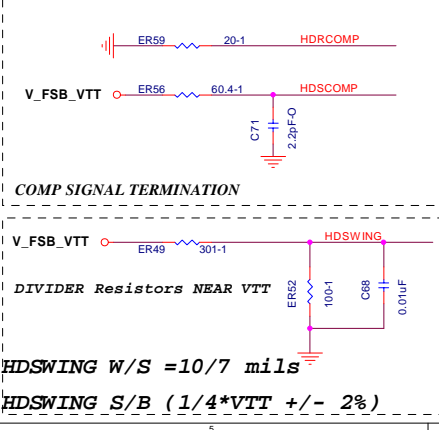 ER59 20-1 HDRCOMP
V_FSB_VTT ER56 60.4-1 HDSCOMP
C71
2.2pF-O
COMP SIGNAL TERMINATION
V_FSB_VTT ER49 301-1 HDSWING
DIVIDER Resistors NEAR VTT
ER52
100-1
C68
0.01uF
HDSWING W/S =10/7 mils
HDSWING S/B (1/4*VTT +/- 2%)
5